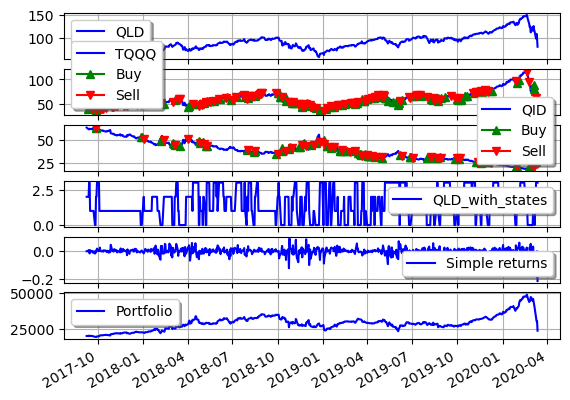 150
100
QLD
TQQQ
Buy
Sell
100
50
QID
Buy
Sell
50
25
2.5
0.0
QLD_with_states
0.0
−0.2
Simple returns
50000
25000
Portfolio
2017-10
2018-01
2018-04
2018-07
2018-10
2019-01
2019-04
2019-07
2019-10
2020-01
2020-04